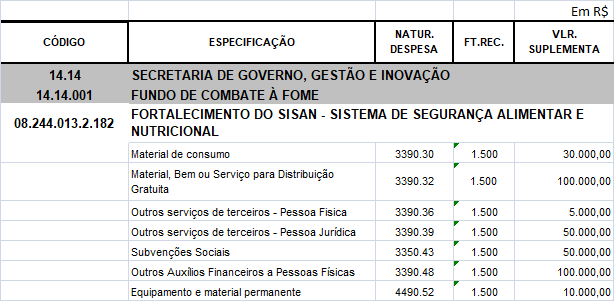 Em R$
CÓDIGO ESPECIFICAÇÃO NATUR. DESPESA FT.REC. VLR. SUPLEMENTA
14.14 SECRETARIA DE GOVERNO, GESTÃO E INOVAÇÃO
14.14.001 FUNDO DE COMBATE À FOME
08.244.013.2.182 FORTALECIMENTO DO SISAN - SISTEMA DE SEGURANÇA ALIMENTAR E
NUTRICIONAL
Material de consumo 3390.30 1.500 30.000,00
Material, Bem ou Serviço para Distribuição
Gratuita 3390.32 1.500 100.000,00
Outros serviços de terceiros - Pessoa Fisica 3390.36 1.500 5.000,00
Outros serviços de terceiros - Pessoa Jurídica 3390.39 1.500 50.000,00
Subvenções Sociais 3350.43 1.500 50.000,00
Outros Auxílios Financeiros a Pessoas Físicas 3390.48 1.500 100.000,00
Equipamento e material permanente 4490.52 1.500 10.000,00